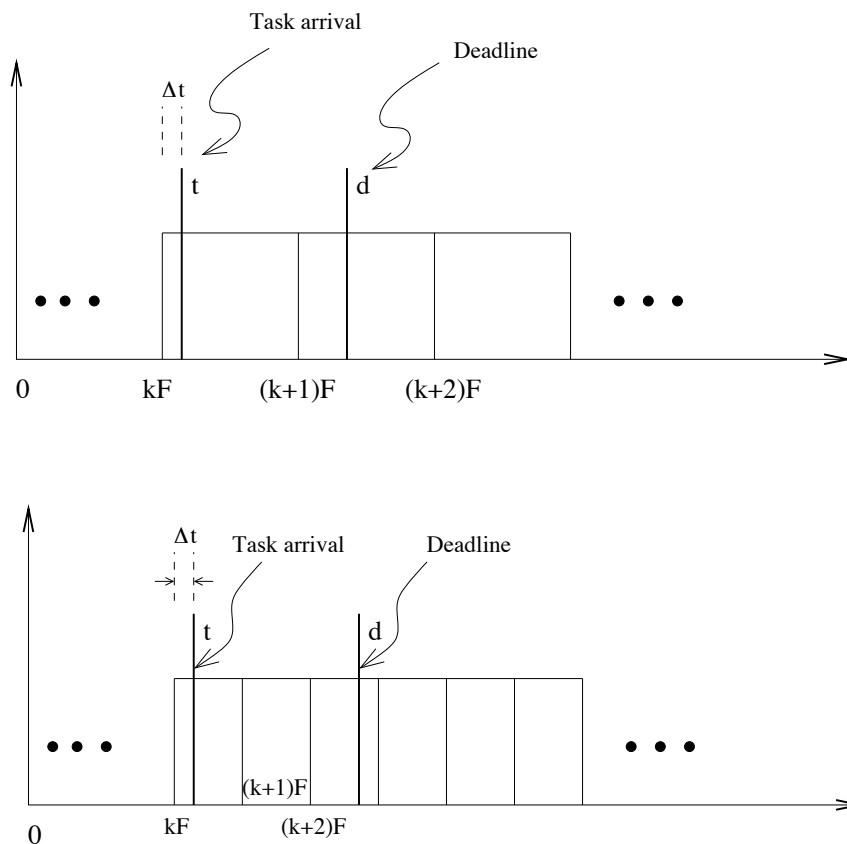 Task arrival
Deadline
Δt
t
d
0
kF
(k+1)F
(k+2)F
Δt
Task arrival
Deadline
t
d
(k+1)F
kF
(k+2)F
0